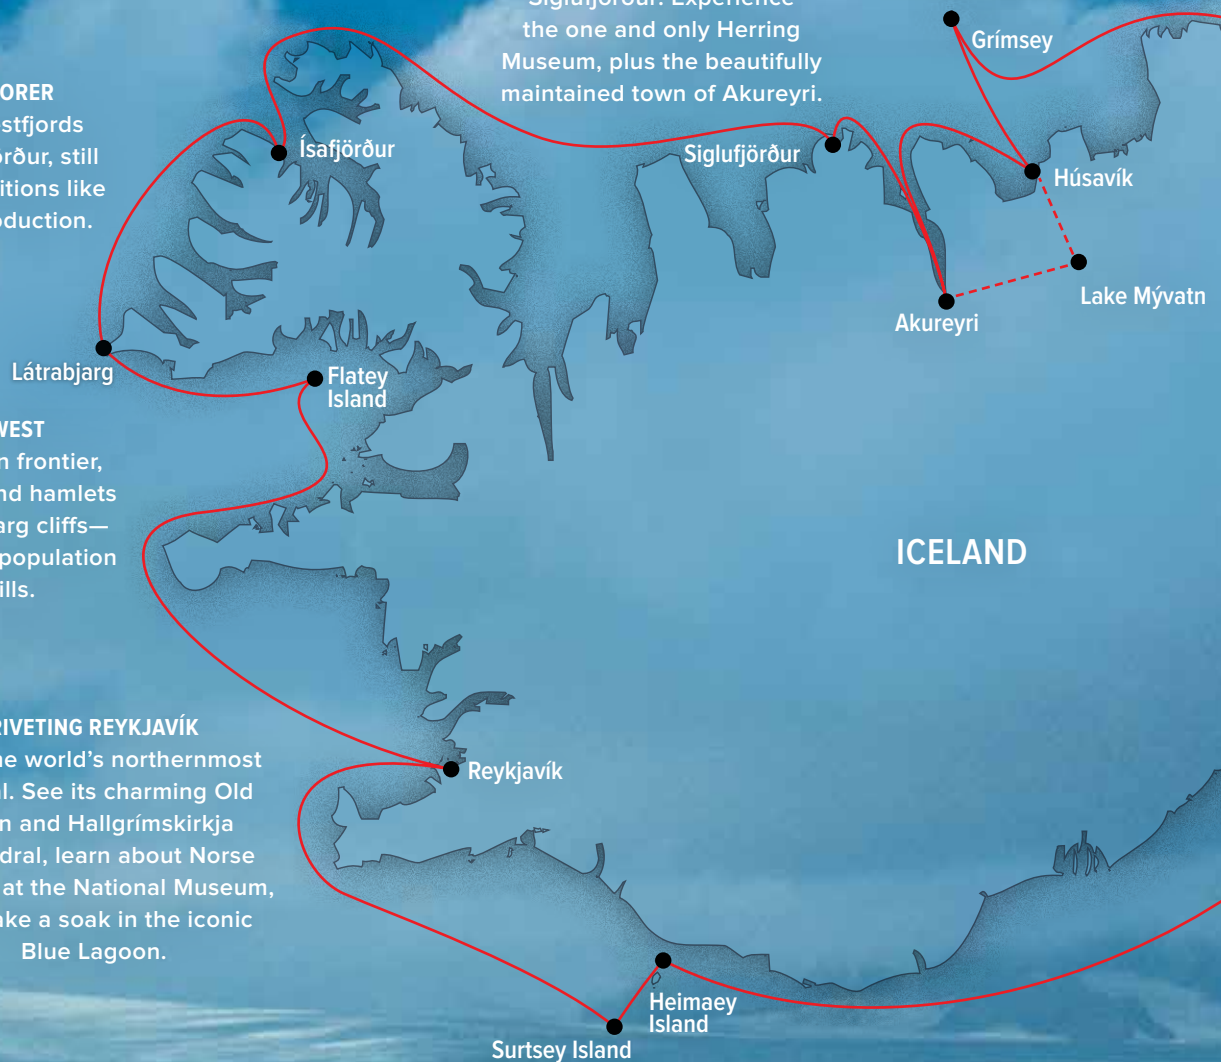 Siglufjörður. Experience
the one and only Herring
Museum, plus the beautifully
maintained town of Akureyri.
Grímsey
ORER
stfjords
rður, still
itions like
oduction.
Ísafjörður
Siglufjörður
Húsavík
Lake Mývatn
Akureyri
Látrabjarg
Flatey
Island
WEST
n frontier,
nd hamlets
arg cliffs—
population
ills.
ICELAND
RIVETING REYKJAVÍK
he world’s northernmost
l. See its charming Old
n and Hallgrímskirkja
dral, learn about Norse
at the National Museum,
ake a soak in the iconic
Blue Lagoon.
Reykjavík
Heimaey
Island
Surtsey Island